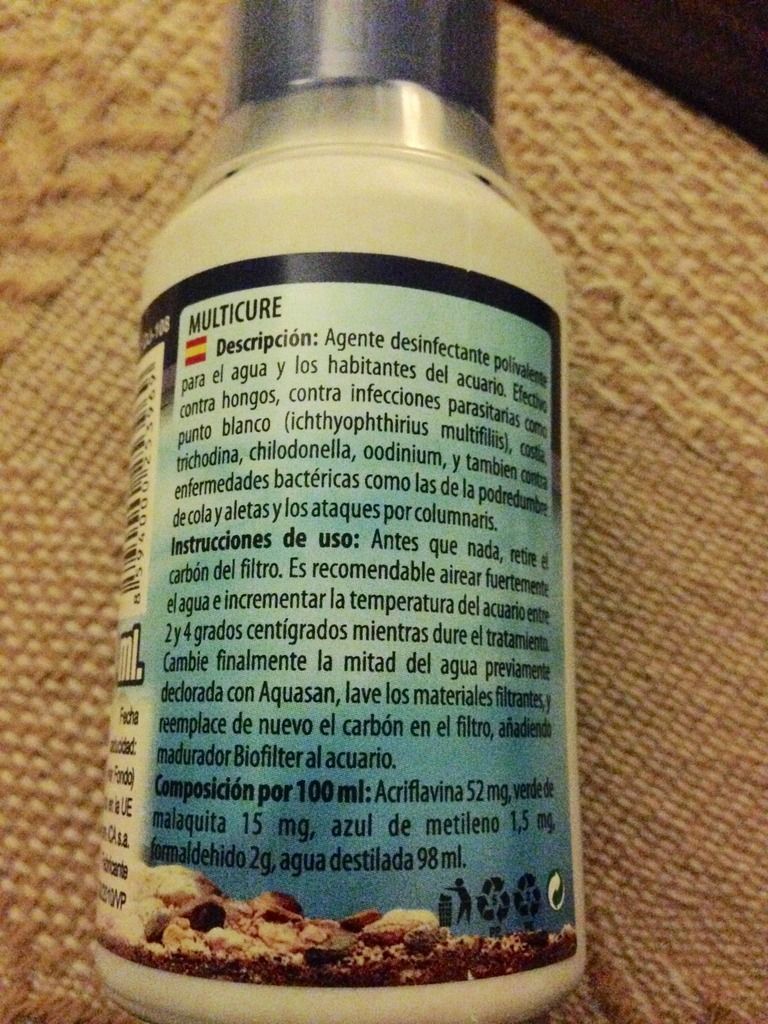 MULTICURE
Descripción: Agente desinfectante polivalente
para el agua y los habitantes del acuario. Efectivo
contra hongos, contra infecciones parasitarias como
punto blanco (ichthyophthirius multifiliis), costia,
trichodina, chilodonella, oodinium, y tambien contra
enfermedades bactéricas como las de la podredumbre
de cola y aletas y los ataques por columnaris.
Instrucciones de uso: Antes que nada, retire el
carbón del filtro. Es recomendable airear fuertemente
el agua e incrementar la temperatura del acuario entre
2 y 4 grados centígrados mientras dure el tratamiento.
Cambie finalmente la mitad del agua previamente
declorada con Aquasan, lave los materiales filtrantes, y
reemplace de nuevo el carbón en el filtro, añadiendo
madurador Biofilter al acuario.
Composición por 100 ml: Acriflavina 52 mg, verde de
malaquita 15 mg, azul de metileno 1,5 mg,
formaldehido 2g, agua destilada 98 ml.
ml.
Fecha
Fondo)
en la UE
s.a.